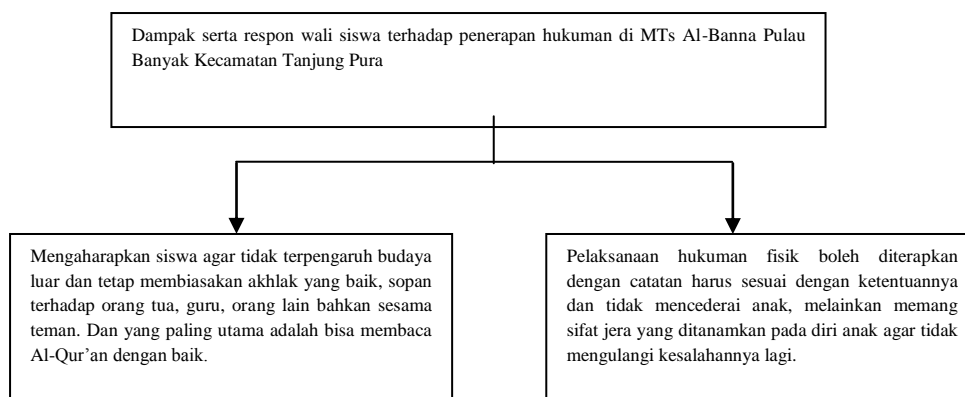 Dampak serta respon wali siswa terhadap penerapan hukuman di MTs Al-Banna Pulau
Banyak Kecamatan Tanjung Pura
Mengaharapkan siswa agar tidak terpengaruh budaya
luar dan tetap membiasakan akhlak yang baik, sopan
terhadap orang tua, guru, orang lain bahkan sesama
teman. Dan yang paling utama adalah bisa membaca
Al-Qur'an dengan baik.
Pelaksanaan hukuman fisik boleh diterapkan
dengan catatan harus sesuai dengan ketentuannya
dan tidak mencederai anak, melainkan memang
sifat jera yang ditanamkan pada diri anak agar tidak
mengulangi kesalahannya lagi.